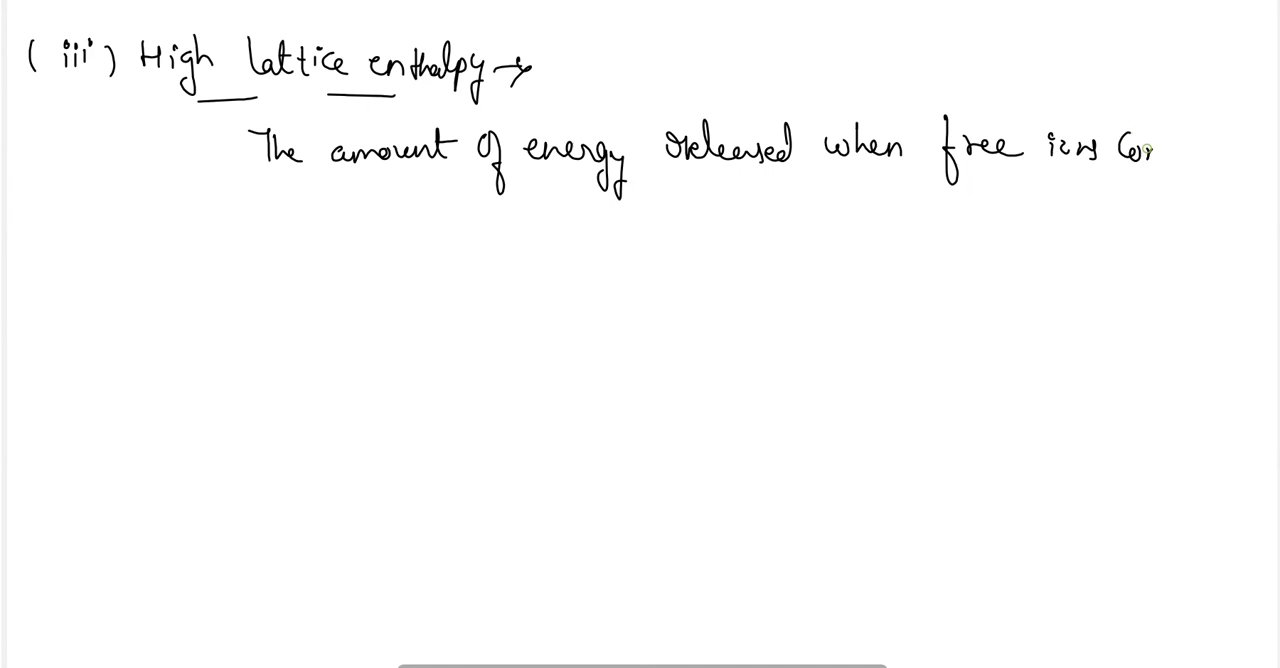 (iii) High lattice enthalpy →
The amount of energy released when free ions